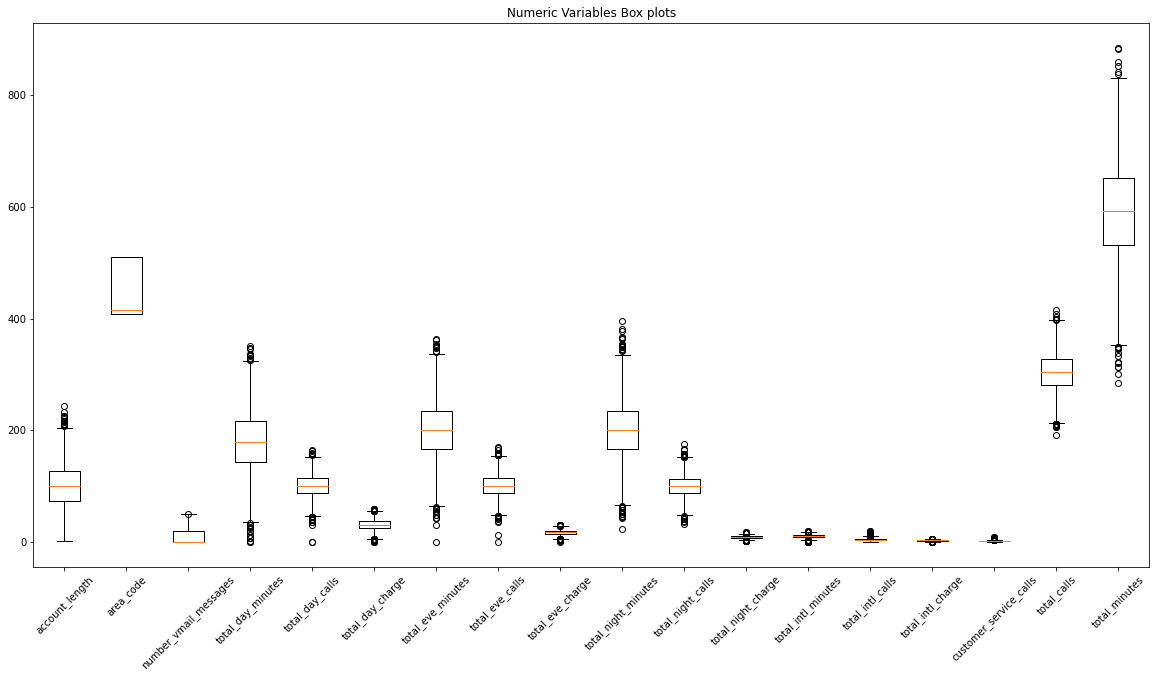 Numeric Variables Box plots
800
600
400
200
0
account_length
area_code
number_vmail_messages
total_day_minutes
total_day_calls
total_day_charge
total_eve_minutes
total_eve_calls
total_eve_charge
total_night_minutes
total_night_calls
total_night_charge
total_intl_minutes
total_intl_calls
total_intl_charge
customer_service_calls
total_calls
total_minutes